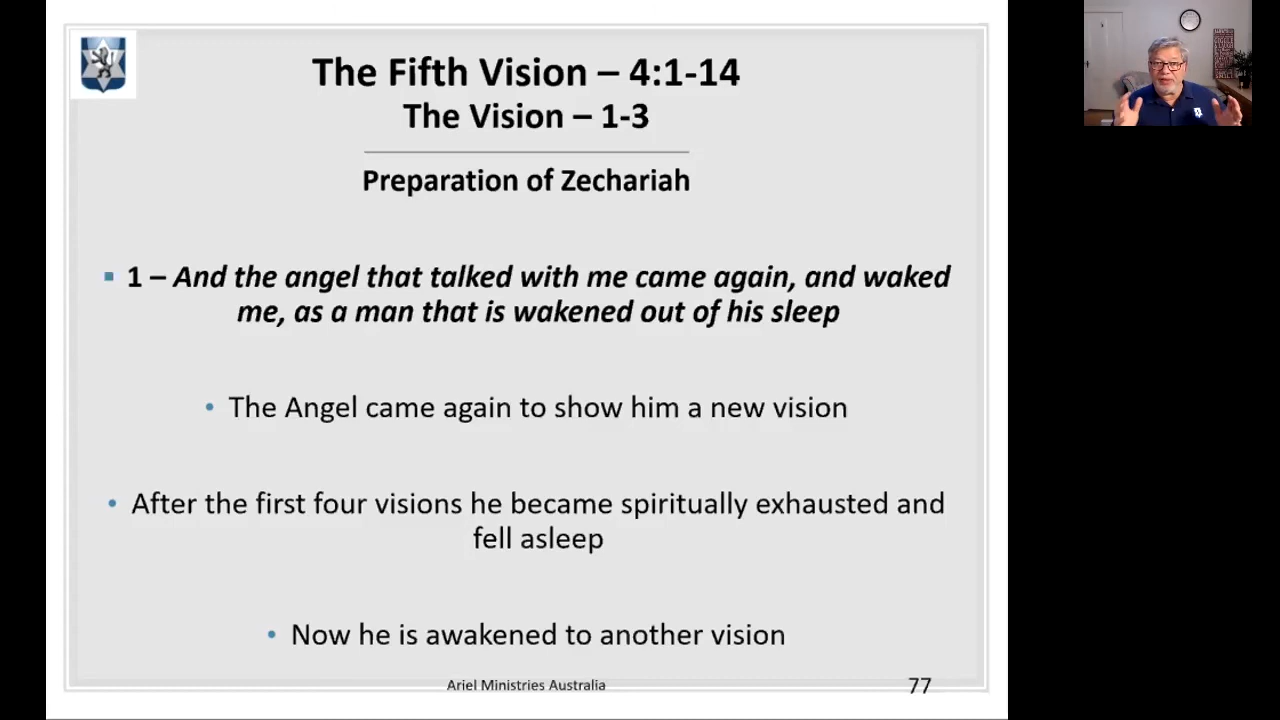 The Fifth Vision – 4:1-14
The Vision – 1-3
Preparation of Zechariah
1 – And the angel that talked with me came again, and waked
me, as a man that is wakened out of his sleep
• The Angel came again to show him a new vision
• After the first four visions he became spiritually exhausted and
fell asleep
• Now he is awakened to another vision
Ariel Ministries Australia
77